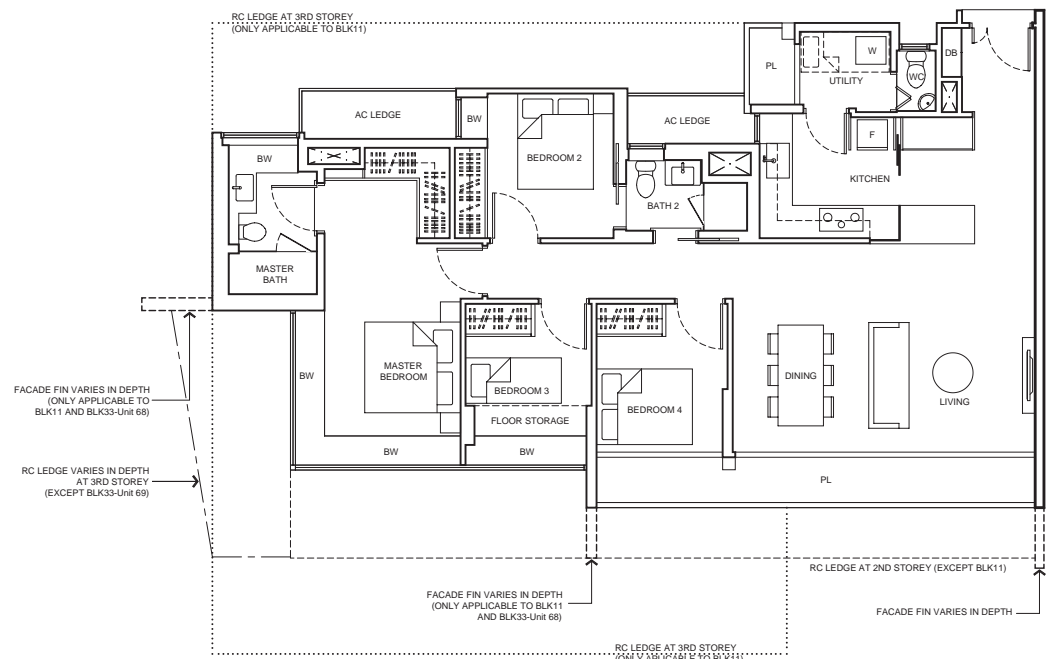 RC LEDGE AT 3RD STOREY
(ONLY APPLICABLE TO BLK11)
PL
W
UTILITY
WC
DB
AC LEDGE
BW
AC LEDGE
BEDROOM 2
F
BW
KITCHEN
BATH 2
MASTER
BATH
FACADE FIN VARIES IN DEPTH
(ONLY APPLICABLE TO
BLK11 AND BLK33-Unit 68)
BW
MASTER
BEDROOM
BEDROOM 3
FLOOR STORAGE
BEDROOM 4
DINING
LIVING
BW
BW
RC LEDGE VARIES IN DEPTH
AT 3RD STOREY
(EXCEPT BLK33-Unit 69)
PL
RC LEDGE AT 2ND STOREY (EXCEPT BLK11)
FACADE FIN VARIES IN DEPTH
(ONLY APPLICABLE TO BLK11
AND BLK33-Unit 68)
FACADE FIN VARIES IN DEPTH
RC LEDGE AT 3RD STOREY
(ONLY APLICABLE TO BLK11)